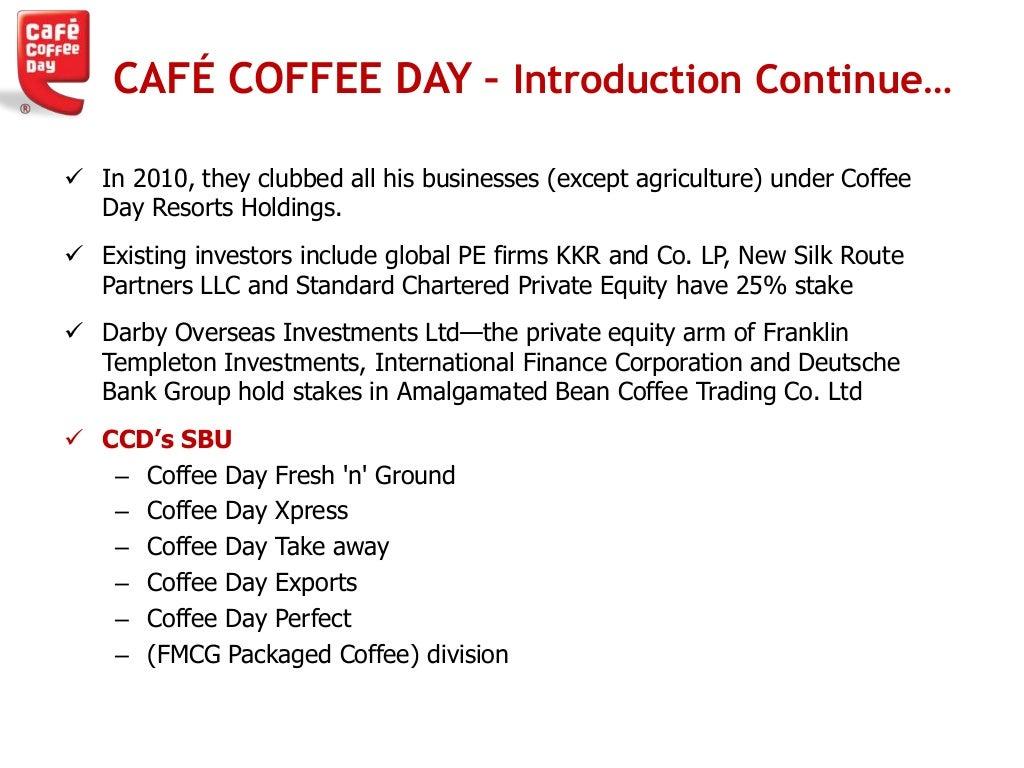 Café
Coffee
Day
®
CAFÉ COFFEE DAY – Introduction Continue…
✓ In 2010, they clubbed all his businesses (except agriculture) under Coffee
Day Resorts Holdings.
✓ Existing investors include global PE firms KKR and Co. LP, New Silk Route
Partners LLC and Standard Chartered Private Equity have 25% stake
✓ Darby Overseas Investments Ltd—the private equity arm of Franklin
Templeton Investments, International Finance Corporation and Deutsche
Bank Group hold stakes in Amalgamated Bean Coffee Trading Co. Ltd
✓ CCD’s SBU
– Coffee Day Fresh 'n' Ground
– Coffee Day Xpress
– Coffee Day Take away
– Coffee Day Exports
– Coffee Day Perfect
– (FMCG Packaged Coffee) division